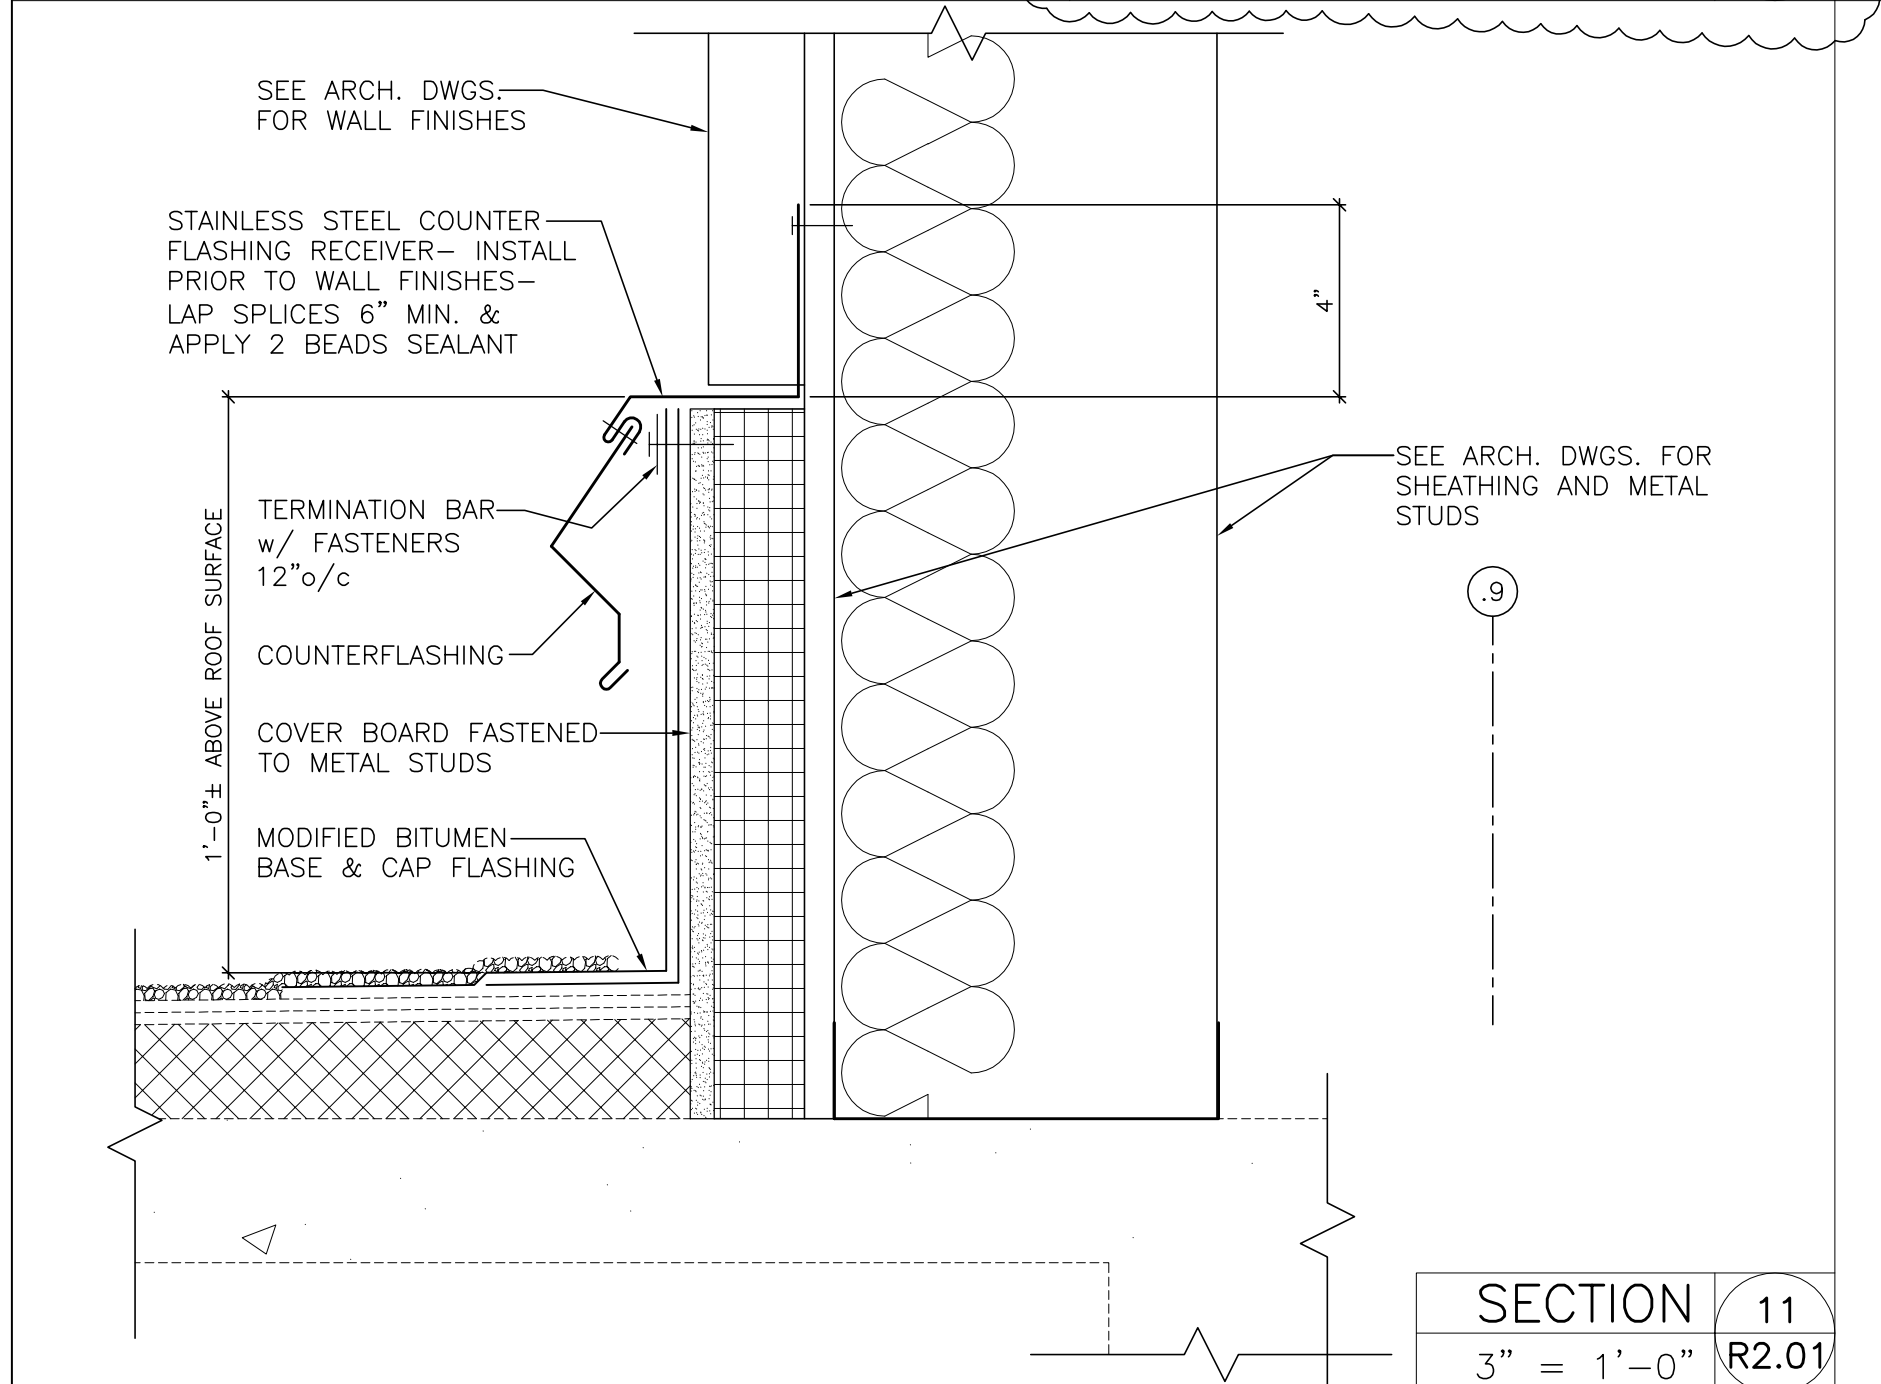 SEE ARCH. DWGS.
FOR WALL FINISHES
STAINLESS STEEL COUNTER
FLASHING RECEIVER– INSTALL
PRIOR TO WALL FINISHES–
LAP SPLICES 6" MIN. &
APPLY 2 BEADS SEALANT
4"
SEE ARCH. DWGS. FOR
SHEATHING AND METAL
STUDS
.9
TERMINATION BAR
w/ FASTENERS
12"o/c
COUNTERFLASHING
COVER BOARD FASTENED
TO METAL STUDS
MODIFIED BITUMEN
BASE & CAP FLASHING
1'–0"± ABOVE ROOF SURFACE
SECTION
3" = 1'–0"
11
R2.01